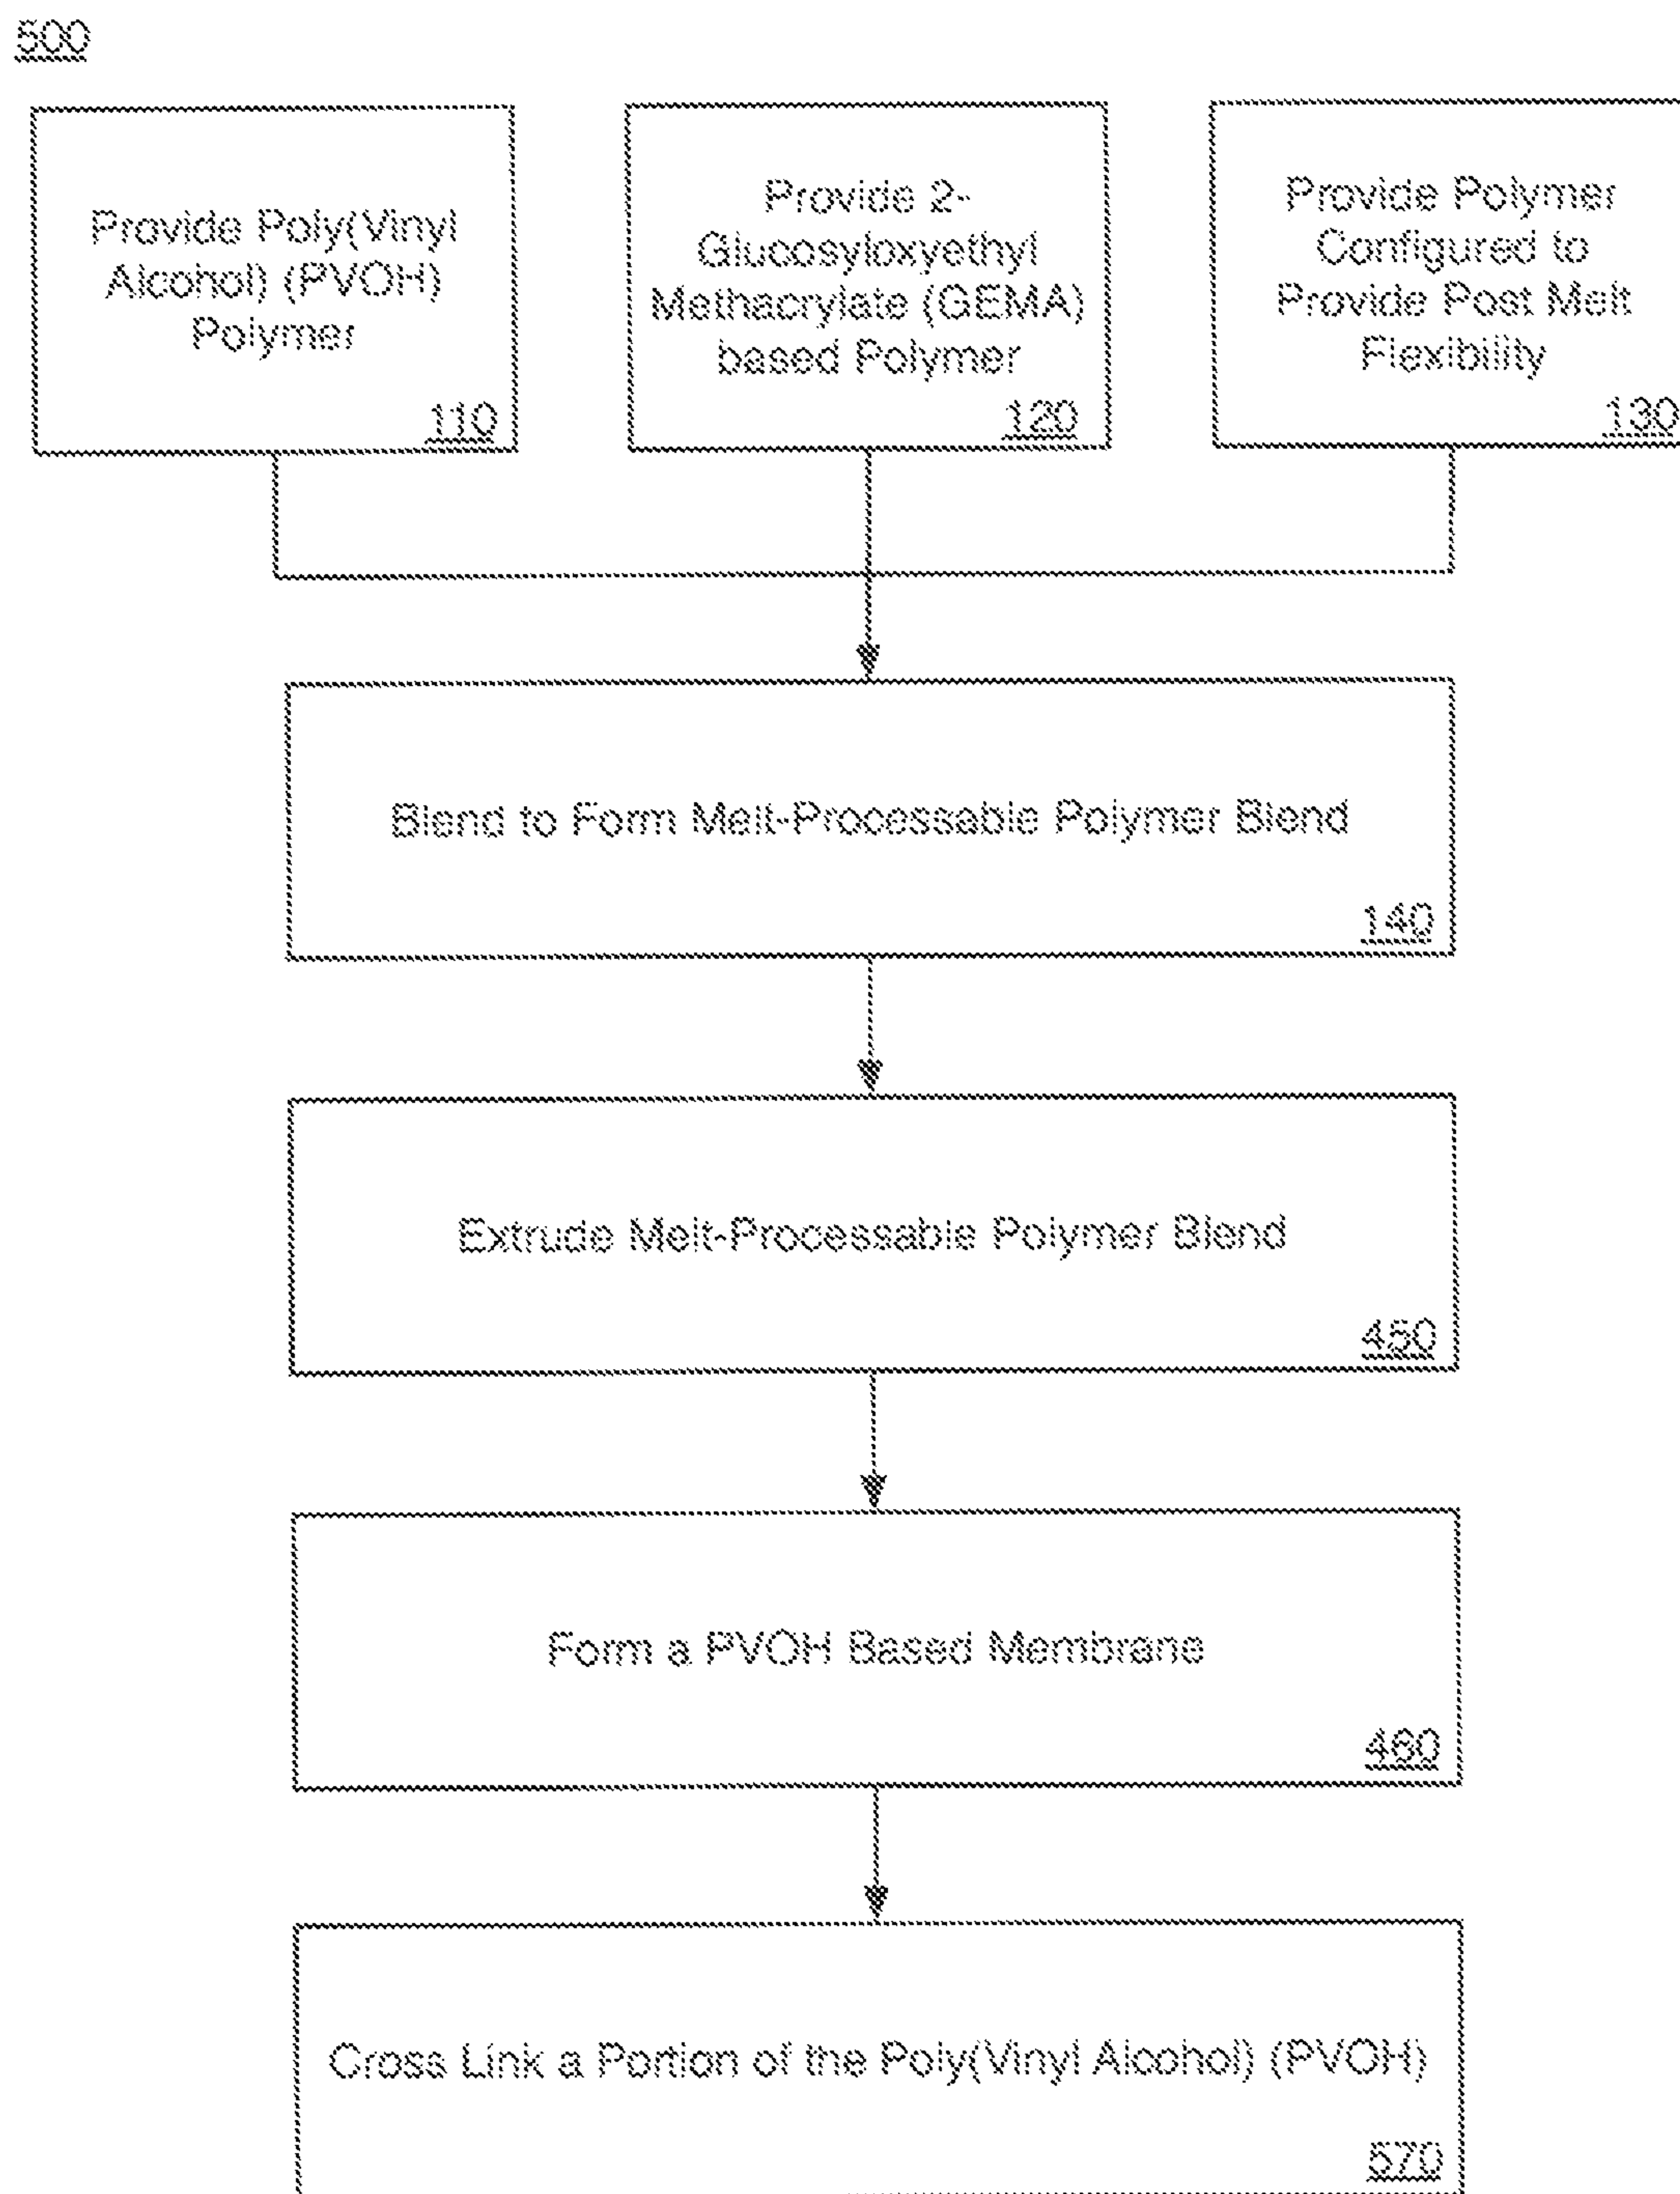 500
Provide Poly(Vinyl
Alcohol) (PVOH)
Polymer
110
Provide 2-
Glucosyloxyethyl
Methacrylate (GEMA)
based Polymer
120
Provide Polymer
Configured to
Provide Post Melt
Flexibility
130
Blend to Form Melt-Processable Polymer Blend
140
Extrude Melt-Processable Polymer Blend
450
Form a PVOH Based Membrane
460
Cross Link a Portion of the Poly(Vinyl Alcohol) (PVOH)
570